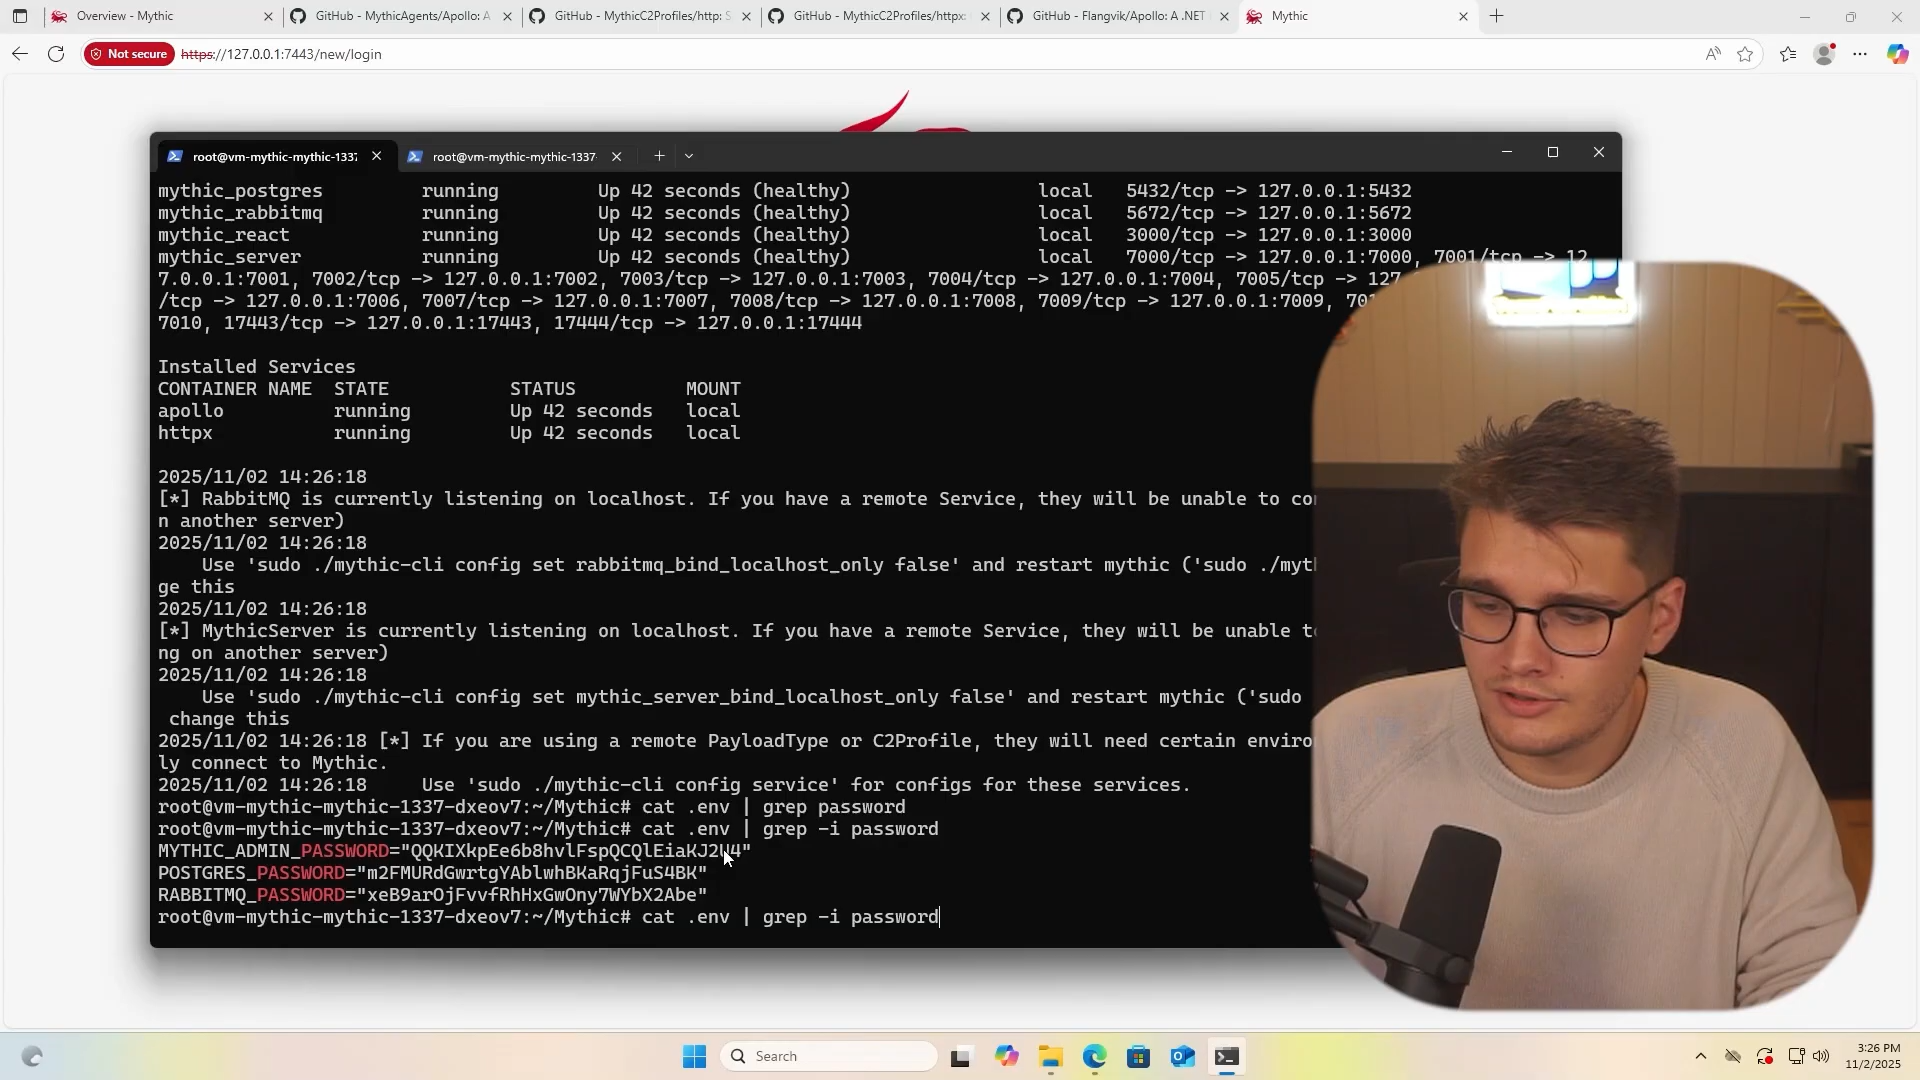 Overview - Mythic
GitHub - MythicAgents/Apollo: A
GitHub - MythicC2Profiles/http: S
GitHub - MythicC2Profiles/httpx:
GitHub - Flangvik/Apollo: A .NET
Mythic
Not secure
https://127.0.0.1:7443/new/login
root@vm-mythic-mythic-1337
root@vm-mythic-mythic-1337-
mythic_postgres running Up 42 seconds (healthy) local 5432/tcp -> 127.0.0.1:5432
mythic_rabbitmq running Up 42 seconds (healthy) local 5672/tcp -> 127.0.0.1:5672
mythic_react running Up 42 seconds (healthy) local 3000/tcp -> 127.0.0.1:3000
mythic_server running Up 42 seconds (healthy) local 7000/tcp -> 127.0.0.1:7000, 7001/tcp -> 12
7.0.0.1:7001, 7002/tcp -> 127.0.0.1:7002, 7003/tcp -> 127.0.0.1:7003, 7004/tcp -> 127.0.0.1:7004, 7005/tcp -> 127
/tcp -> 127.0.0.1:7006, 7007/tcp -> 127.0.0.1:7007, 7008/tcp -> 127.0.0.1:7008, 7009/tcp -> 127.0.0.1:7009, 701
7010, 17443/tcp -> 127.0.0.1:17443, 17444/tcp -> 127.0.0.1:17444
Installed Services
CONTAINER NAME STATE STATUS MOUNT
apollo running Up 42 seconds local
httpx running Up 42 seconds local
2025/11/02 14:26:18
[*] RabbitMQ is currently listening on localhost. If you have a remote Service, they will be unable to co
n another server)
2025/11/02 14:26:18
Use 'sudo ./mythic-cli config set rabbitmq_bind_localhost_only false' and restart mythic ('sudo ./myt
ge this
2025/11/02 14:26:18
[*] MythicServer is currently listening on localhost. If you have a remote Service, they will be unable t
ng on another server)
2025/11/02 14:26:18
Use 'sudo ./mythic-cli config set mythic_server_bind_localhost_only false' and restart mythic ('sudo
change this
2025/11/02 14:26:18 [*] If you are using a remote PayloadType or C2Profile, they will need certain enviro
ly connect to Mythic.
2025/11/02 14:26:18 Use 'sudo ./mythic-cli config service' for configs for these services.
root@vm-mythic-mythic-1337-dxeov7:~/Mythic# cat .env | grep password
root@vm-mythic-mythic-1337-dxeov7:~/Mythic# cat .env | grep -i password
MYTHIC_ADMIN_PASSWORD="QQKIXkpEe6b8hvlFspQCQlEiaKJ2U4"
POSTGRES_PASSWORD="m2FMURdGwrtgYAblwhBKaRqjFuS4BK"
RABBITMQ_PASSWORD="xeB9arOjFvvfRhHxGwOny7WYbX2Abe"
root@vm-mythic-mythic-1337-dxeov7:~/Mythic# cat .env | grep -i password
Search
3:26 PM
11/2/2025